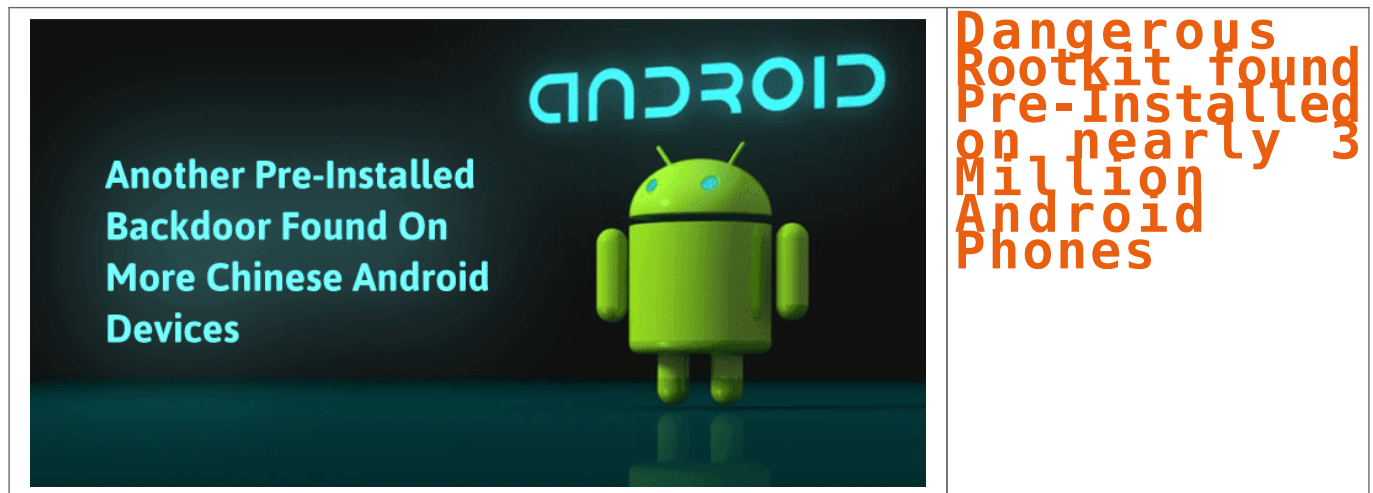 ANDROID
Another Pre-Installed
Backdoor Found On
More Chinese Android
Devices
Dangerous
Rootkit found
Pre-Installed
on nearly 3
Million
Android
Phones